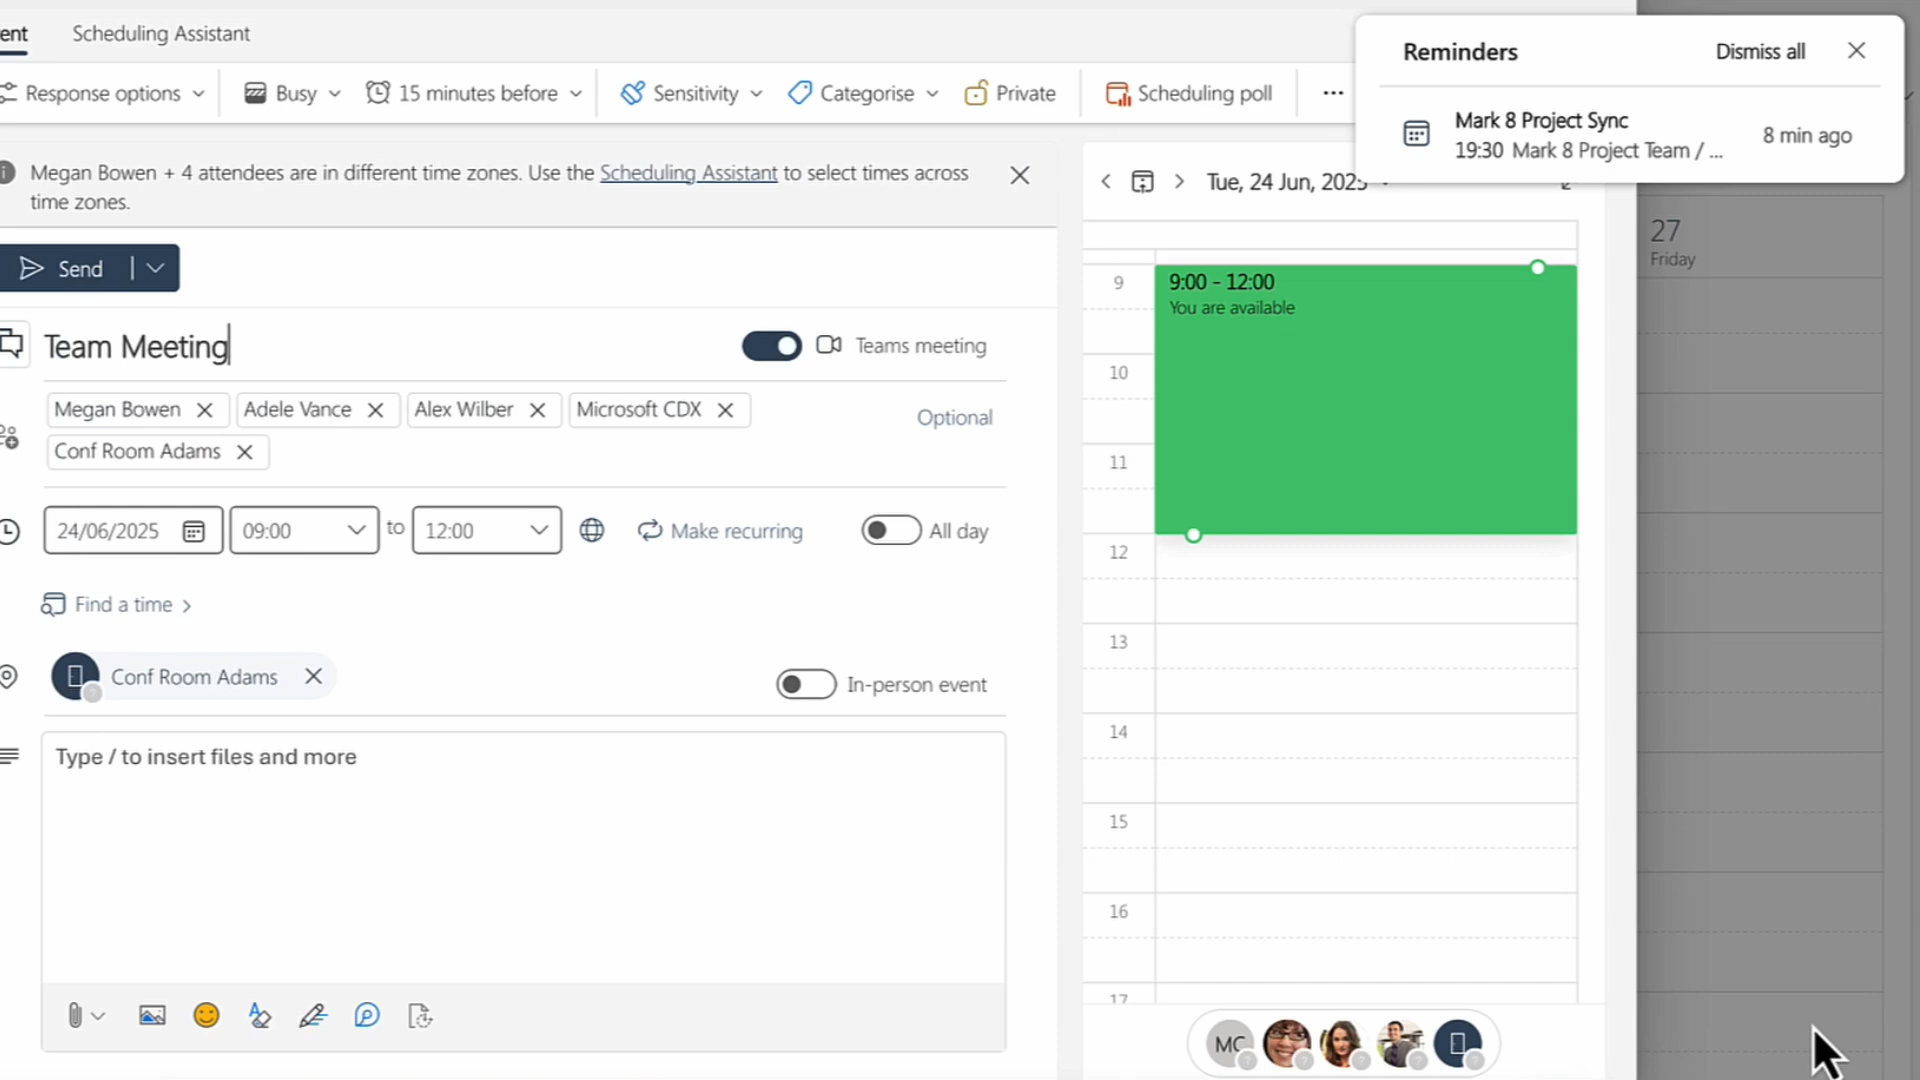 ent
Scheduling Assistant
Response options
Busy
15 minutes before
Sensitivity
Categorise
Private
Scheduling poll
...
Reminders
Dismiss all
Mark 8 Project Sync
19:30 Mark 8 Project Team / ...
8 min ago
Megan Bowen + 4 attendees are in different time zones. Use the Scheduling Assistant to select times across
time zones.
Tue, 24 Jun, 2025
27
Friday
Send
Team Meeting
Teams meeting
Megan Bowen
Adele Vance
Alex Wilber
Microsoft CDX
Optional
Conf Room Adams
24/06/2025
09:00
to
12:00
Make recurring
All day
Find a time
Conf Room Adams
In-person event
Type / to insert files and more
9
9:00 - 12:00
You are available
10
11
12
13
14
15
16
17
MC